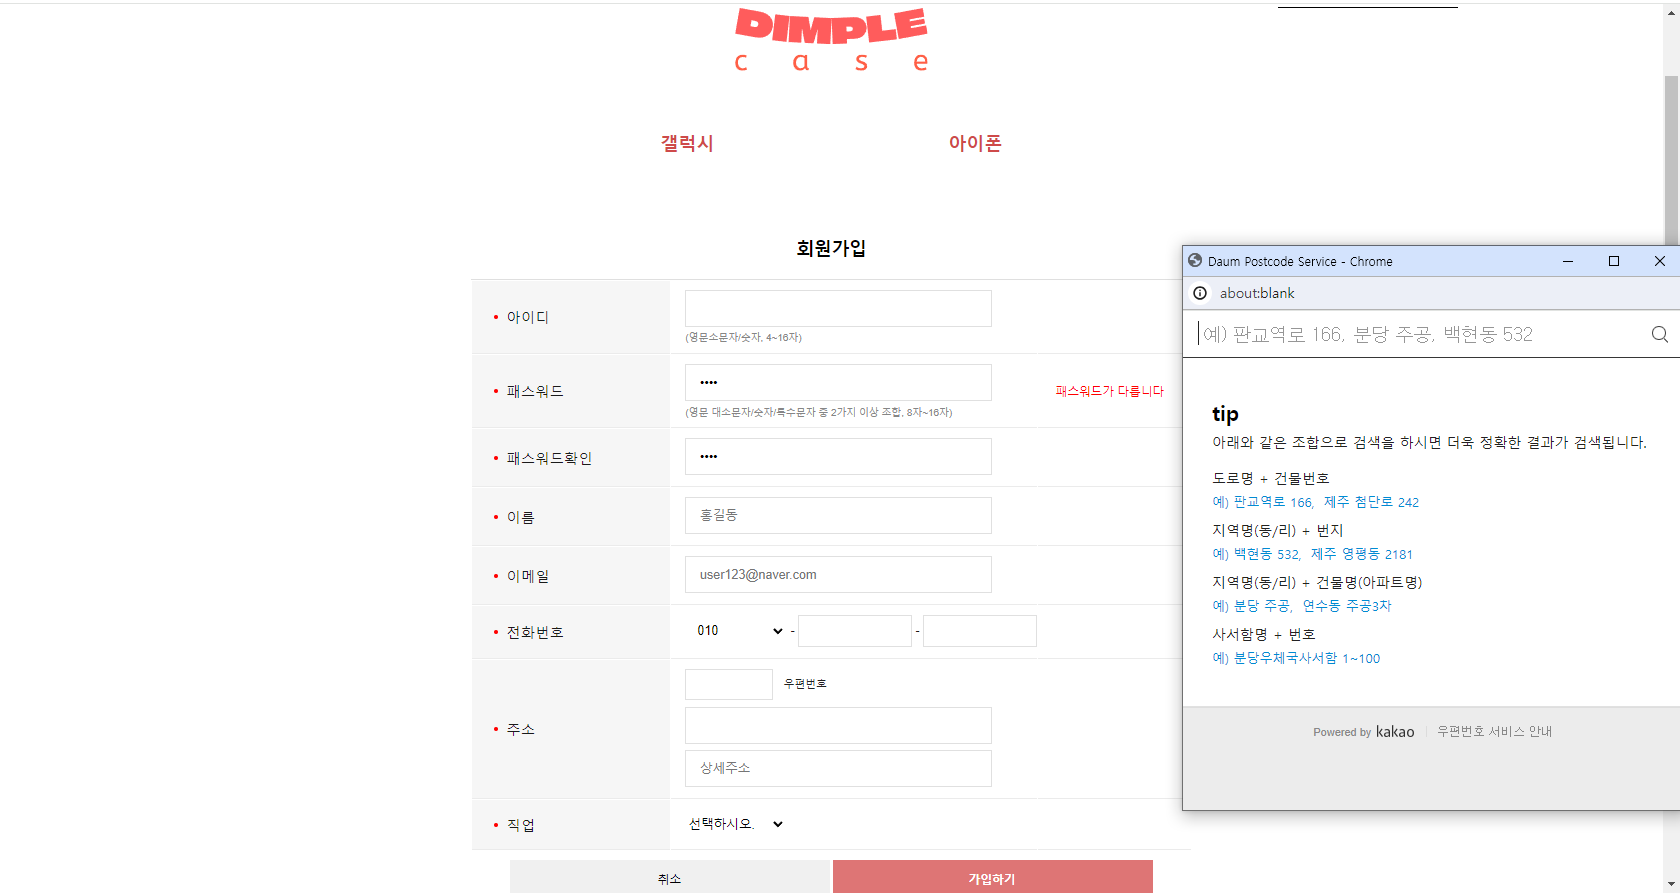 DIMPLE
case
갤럭시 아이폰
회원가입
• 아이디
(영문소문자/숫자, 4~16자)
• 패스워드
••••
패스워드가 다릅니다
(영문 대소문자/숫자/특수문자 중 2가지 이상 조합, 8자~16자)
• 패스워드확인
••••
• 이름
홍길동
• 이메일
user123@naver.com
• 전화번호
010 - -
우편번호
• 주소
상세주소
• 직업
선택하시오.
취소 가입하기
Daum Postcode Service - Chrome
about:blank
예) 판교역로 166, 분당 주공, 백현동 532
tip
아래와 같은 조합으로 검색을 하시면 더욱 정확한 결과가 검색됩니다.
도로명 + 건물번호
예) 판교역로 166, 제주 첨단로 242
지역명(동/리) + 번지
예) 백현동 532, 제주 영평동 2181
지역명(동/리) + 건물명(아파트명)
예) 분당 주공, 연수동 주공3차
사서함명 + 번호
예) 분당우체국사서함 1~100
Powered by kakao 우편번호 서비스 안내